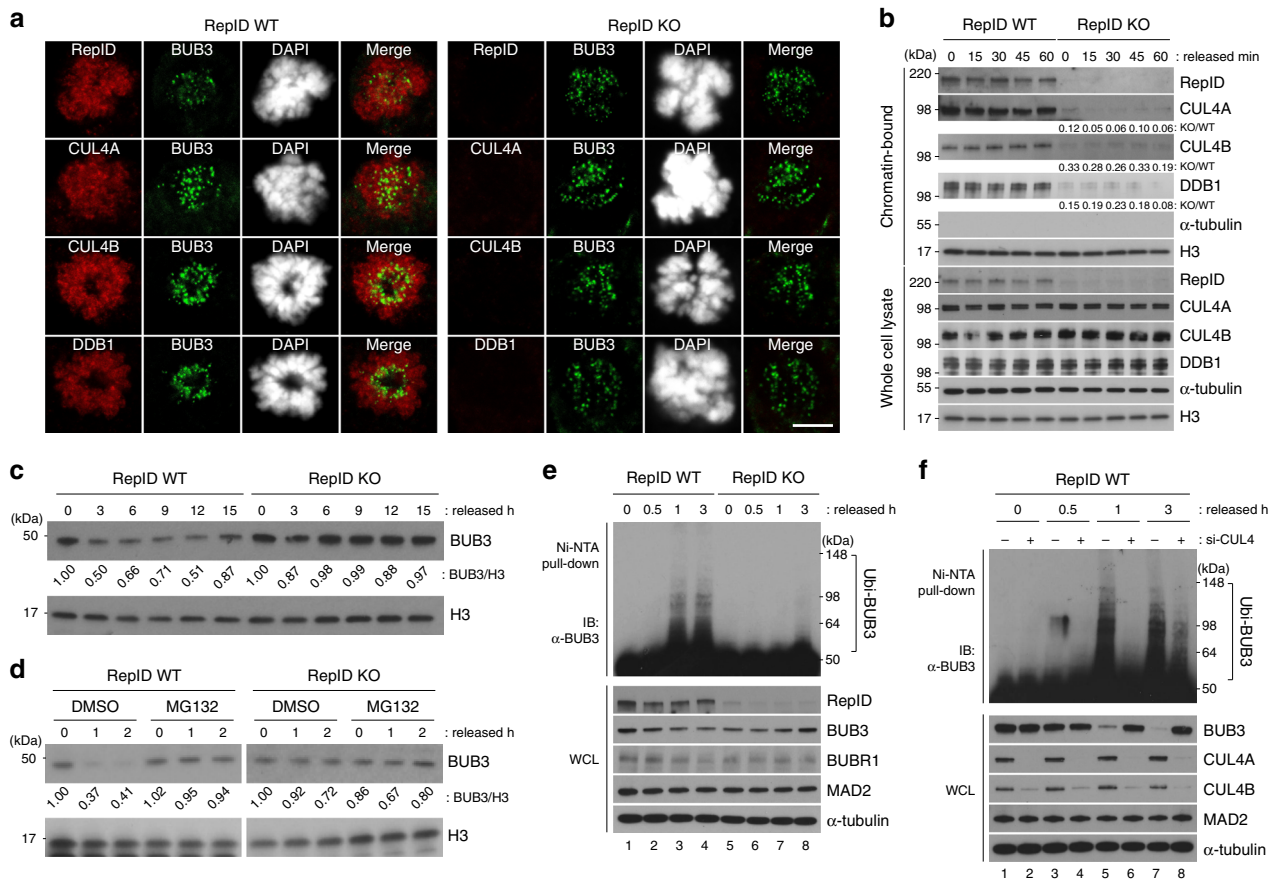 a
RepID WT
RepID KO
RepID BUB3 DAPI Merge RepID BUB3 DAPI Merge
CUL4A BUB3 DAPI Merge CUL4A BUB3 DAPI Merge
CUL4B BUB3 DAPI Merge CUL4B BUB3 DAPI Merge
DDB1 BUB3 DAPI Merge DDB1 BUB3 DAPI Merge
b
RepID WT RepID KO
(kDa) 0 15 30 45 60 0 15 30 45 60 : released min
Chromatin-bound
220 RepID
98 CUL4A
0.12 0.05 0.06 0.10 0.06: KO/WT
98 CUL4B
0.33 0.28 0.26 0.33 0.19: KO/WT
98 DDB1
0.15 0.19 0.23 0.18 0.08: KO/WT
55 α-tubulin
17 H3
Whole cell lysate
220 RepID
98 CUL4A
98 CUL4B
98 DDB1
55 α-tubulin
17 H3
c
RepID WT RepID KO
(kDa) 0 3 6 9 12 15 0 3 6 9 12 15 : released h
50 BUB3
1.00 0.50 0.66 0.71 0.51 0.87 1.00 0.87 0.98 0.99 0.88 0.97 : BUB3/H3
17 H3
d
RepID WT RepID KO
DMSO MG132 DMSO MG132
(kDa) 0 1 2 0 1 2 0 1 2 0 1 2 : released h
50 BUB3
1.00 0.37 0.41 1.02 0.95 0.94 1.00 0.92 0.72 0.86 0.67 0.80 : BUB3/H3
17 H3
e
RepID WT RepID KO
0 0.5 1 3 0 0.5 1 3 : released h
(kDa)
Ni-NTA
pull-down
IB:
α-BUB3
148
98
64
50
Ubi-BUB3
WCL
RepID
BUB3
BUBR1
MAD2
α-tubulin
1 2 3 4 5 6 7 8
f
RepID WT
0 0.5 1 3 : released h
– + – + – + – + : si-CUL4
(kDa)
Ni-NTA
pull-down
IB:
α-BUB3
148
98
64
50
Ubi-BUB3
WCL
BUB3
CUL4A
CUL4B
MAD2
α-tubulin
1 2 3 4 5 6 7 8